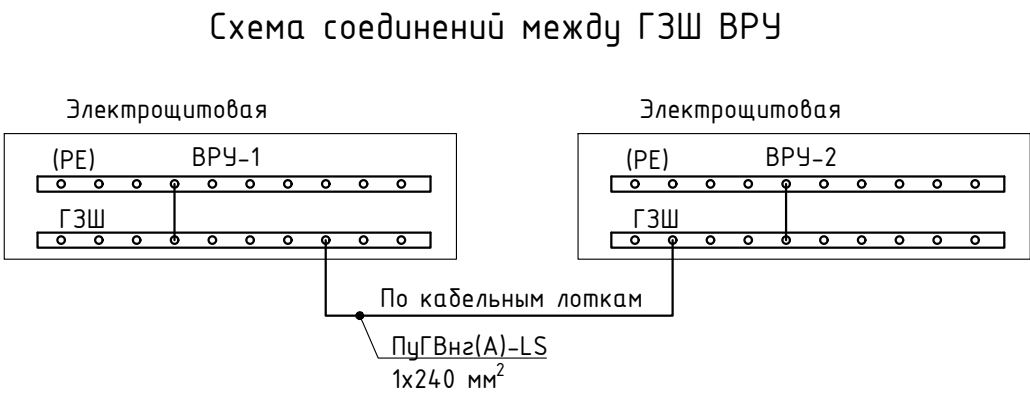 Схема соединений между ГЗШ ВРУ
Электрощитовая
(PE)
ВРУ-1
ГЗШ
Электрощитовая
(PE)
ВРУ-2
ГЗШ
По кабельным лоткам
ПуГВнг(А)-LS
1х240 мм²